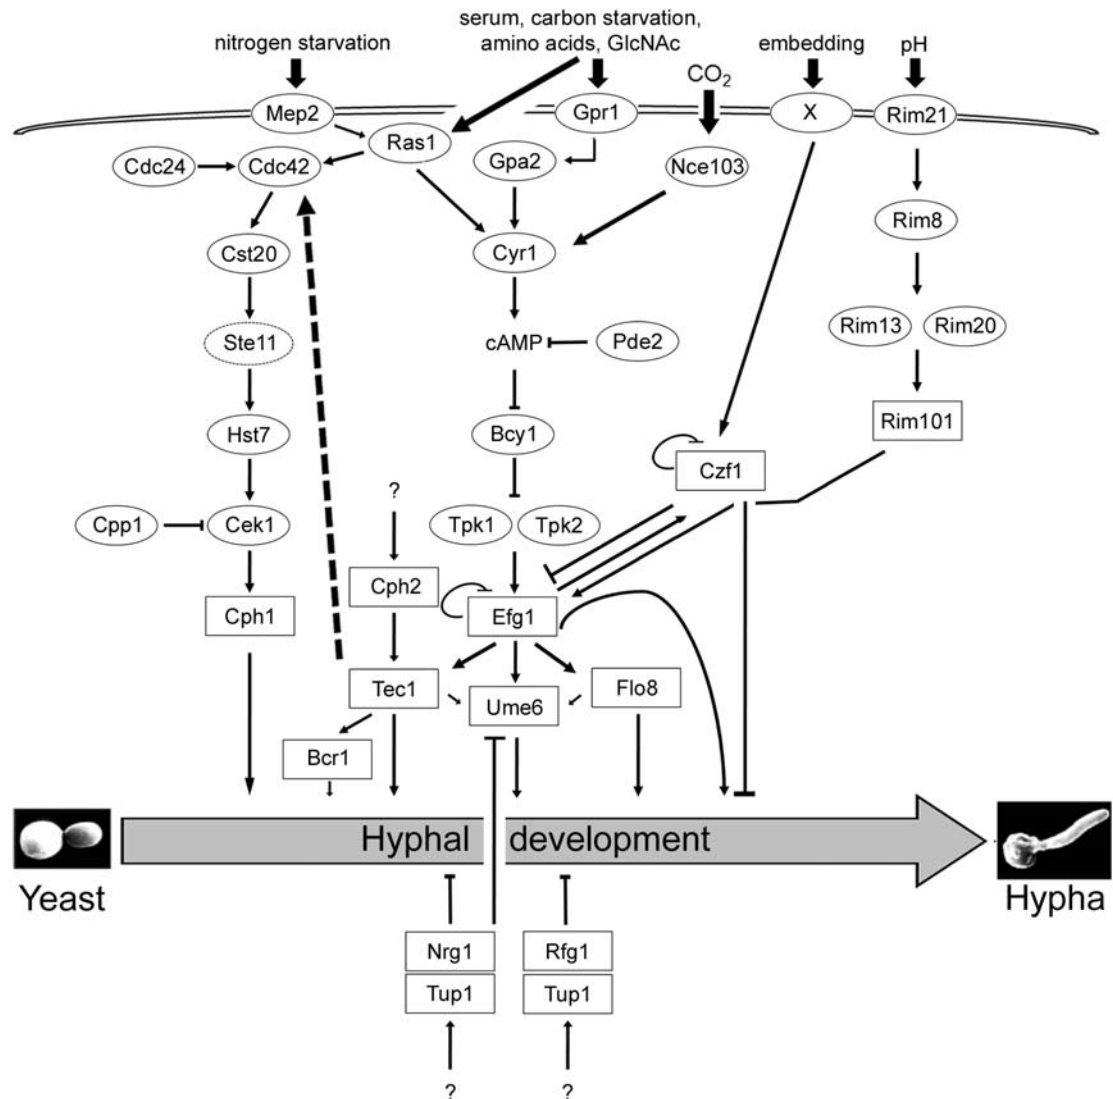 serum, carbon starvation,
nitrogen starvation
amino acids, GlcNAc
embedding
pH
CO2
Mep2
Gpr1
X
Rim21
Ras1
Cdc24
Cdc42
Gpa2
Nce103
Rim8
Cst20
Cyr1
Rim13
Rim20
Ste11
cAMP
Pde2
Rim101
Hst7
Bcy1
Czf1
?
Cpp1
Cek1
Tpk1
Tpk2
Cph2
Cph1
Efg1
Tec1
Flo8
Ume6
Bcr1
Hyphal development
Yeast
Hypha
Nrg1
Rfg1
Tup1
Tup1
?
?